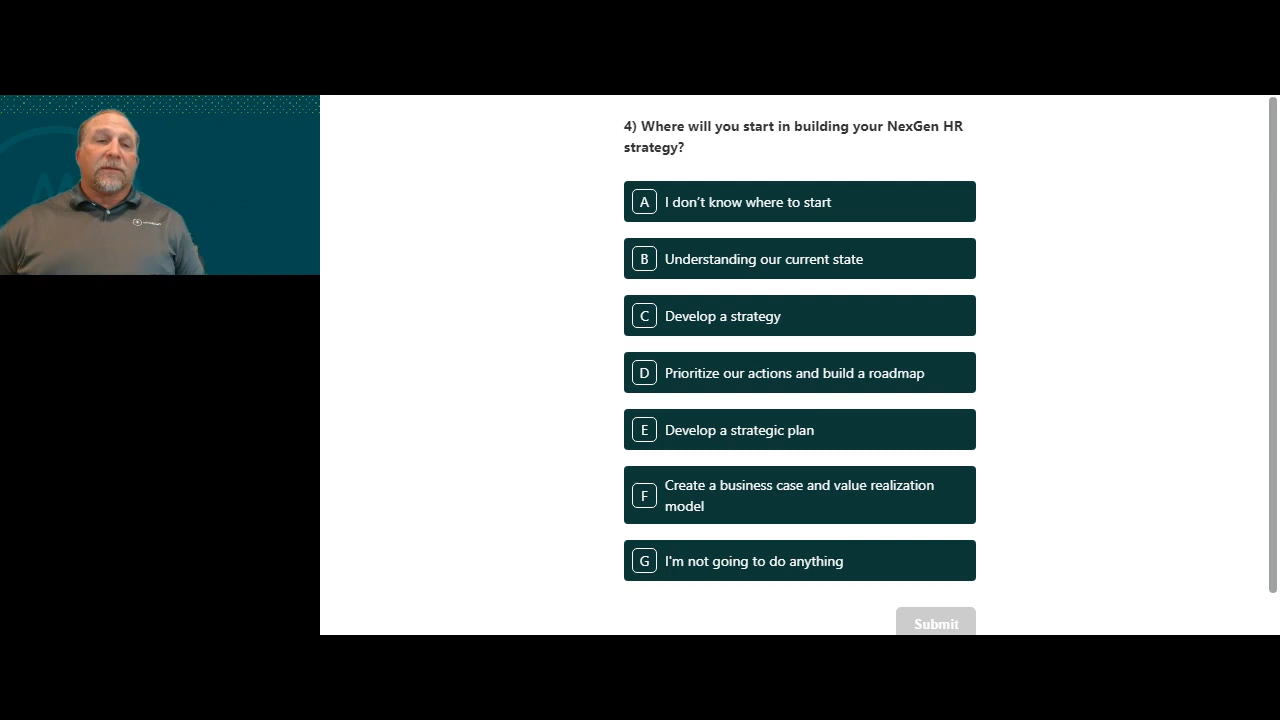 4) Where will you start in building your NexGen HR
strategy?
A I don’t know where to start
B Understanding our current state
C Develop a strategy
D Prioritize our actions and build a roadmap
E Develop a strategic plan
F Create a business case and value realization
model
G I'm not going to do anything
Submit